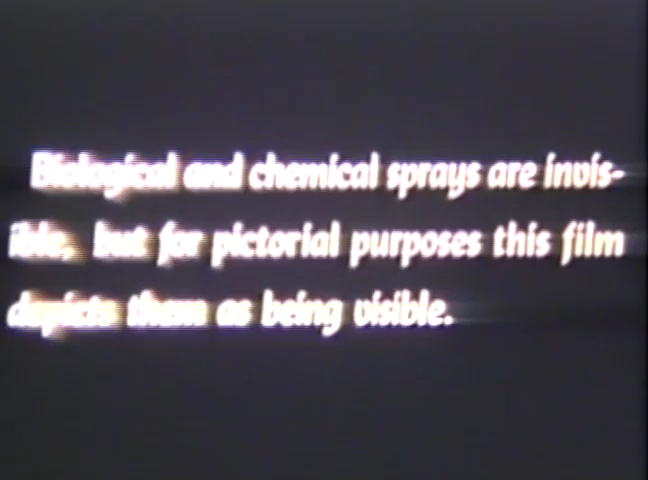 Biological and chemical sprays are invis-
ible, but for pictorial purposes this film
depicts them as being visible.